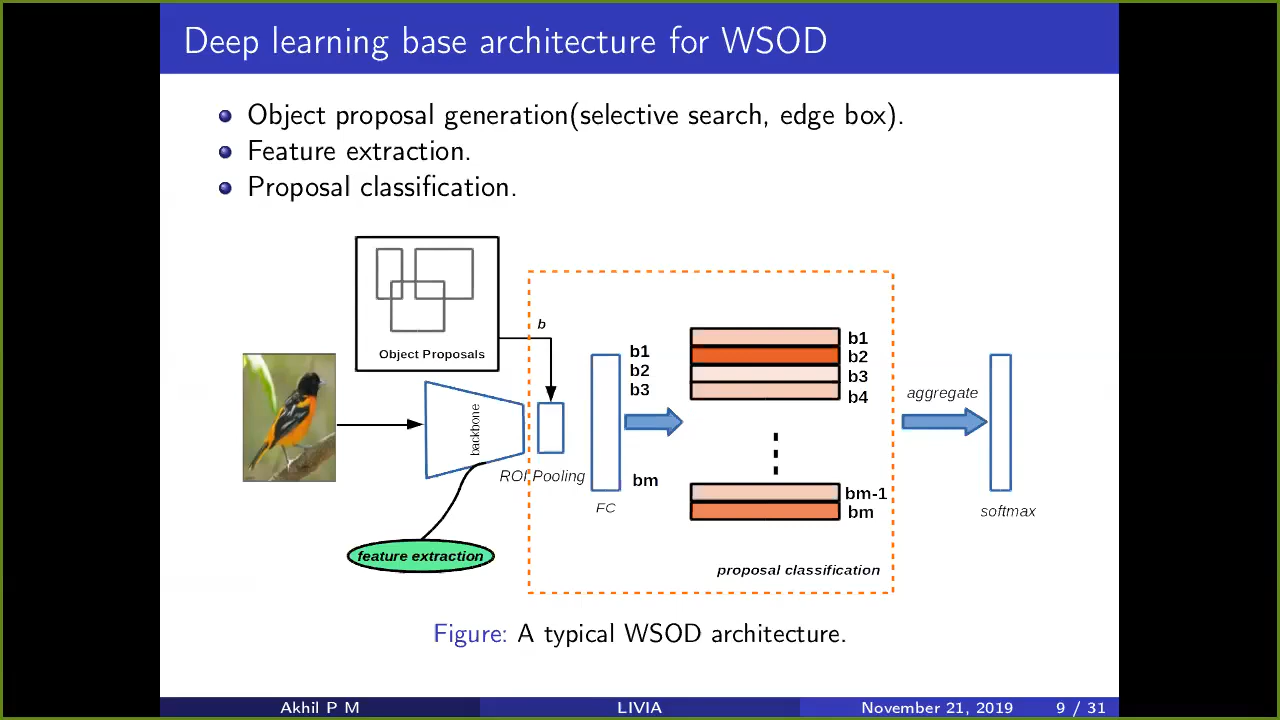 Deep learning base architecture for WSOD
Object proposal generation(selective search, edge box).
Feature extraction.
Proposal classification.
Object Proposals
b
backbone
feature extraction
ROI Pooling
FC
b1
b2
b3
bm
b1
b2
b3
b4
bm-1
bm
proposal classification
aggregate
softmax
Figure: A typical WSOD architecture.
Akhil P M LIVIA November 21, 2019 9 / 31